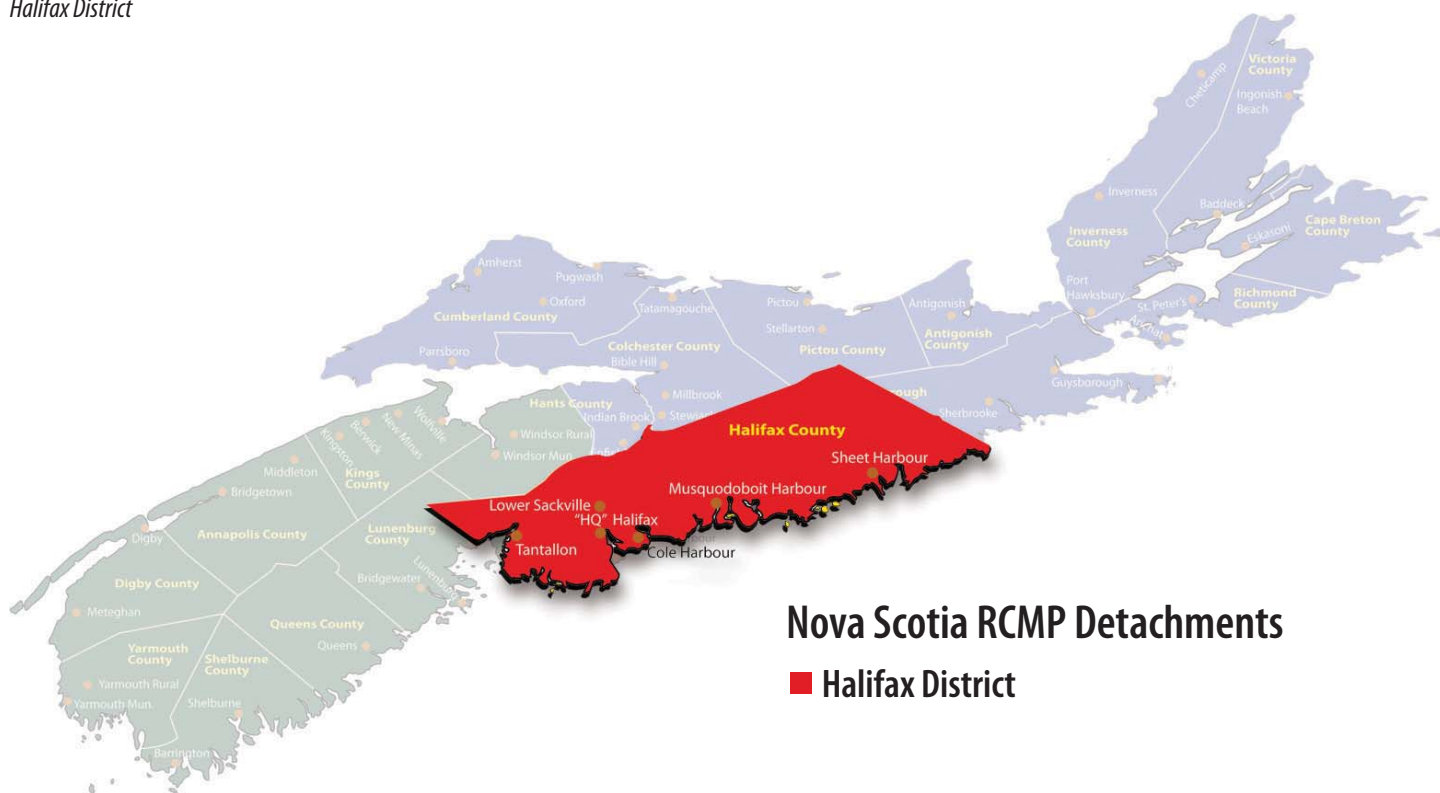 Halifax District
Victoria
County
Cheticamp
Ingonish
Beach
Inverness
Baddeck
Inverness
County
Eskasoni
Cape Breton
County
Port
Hawksbury
St. Peter's
Richmond
County
Arichat
Amherst
Pugwash
Oxford
Tatamagouche
Cumberland County
Pictou
Antigonish
Stellarton
Antigonish
County
Colchester County
Pictou County
Parrsboro
Bible Hill
Guysborough
Millbrook
Sherbrooke
Hants County
Indian Brook
Windsor Rural
Windsor Mun.
Wolfville
New Minas
Berwick
Kingston
Kings
County
Middleton
Bridgetown
Halifax County
Sheet Harbour
Musquodoboit Harbour
Lower Sackville
"HQ" Halifax
Tantallon
Cole Harbour
Digby
Annapolis County
Lunenburg
County
Digby County
Bridgewater
Lunenburg
Meteghan
Queens County
Queens
Yarmouth
County
Shelburne
County
Yarmouth Rural
Yarmouth Mun.
Shelburne
Barrington
Nova Scotia RCMP Detachments
Halifax District